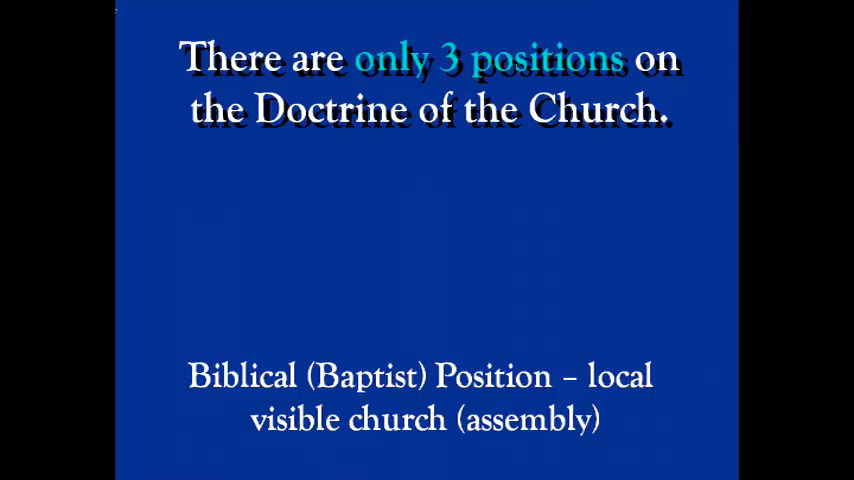 There are only 3 positions on
the Doctrine of the Church.
Biblical (Baptist) Position – local
visible church (assembly)